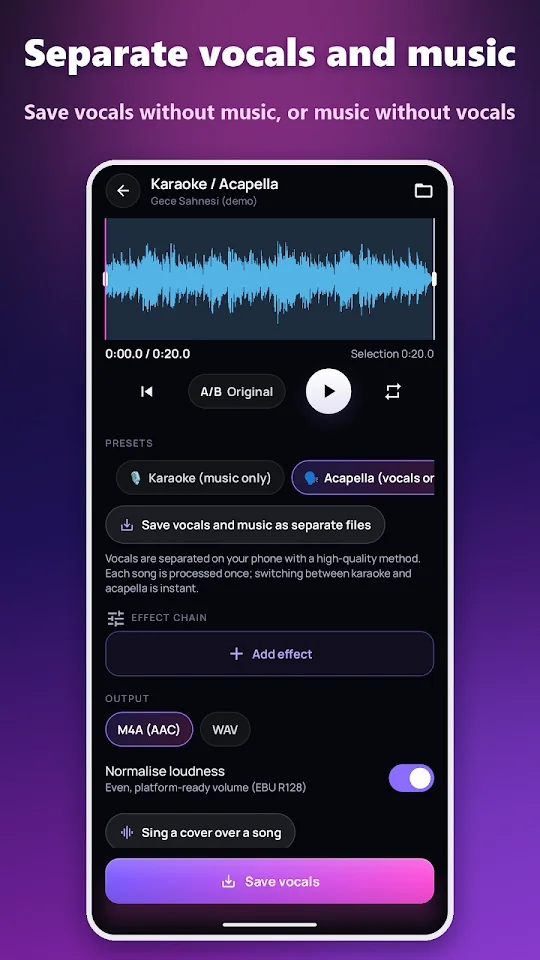 Separate vocals and music
Save vocals without music, or music without vocals
Karaoke / Acapella
Gece Sahnesi (demo)
0:00.0 / 0:20.0
Selection 0:20.0
A/B Original
PRESETS
Karaoke (music only)
Acapella (vocals or
Save vocals and music as separate files
Vocals are separated on your phone with a high-quality method.
Each song is processed once; switching between karaoke and
acapella is instant.
EFFECT CHAIN
Add effect
OUTPUT
M4A (AAC)
WAV
Normalise loudness
Even, platform-ready volume (EBU R128)
Sing a cover over a song
Save vocals